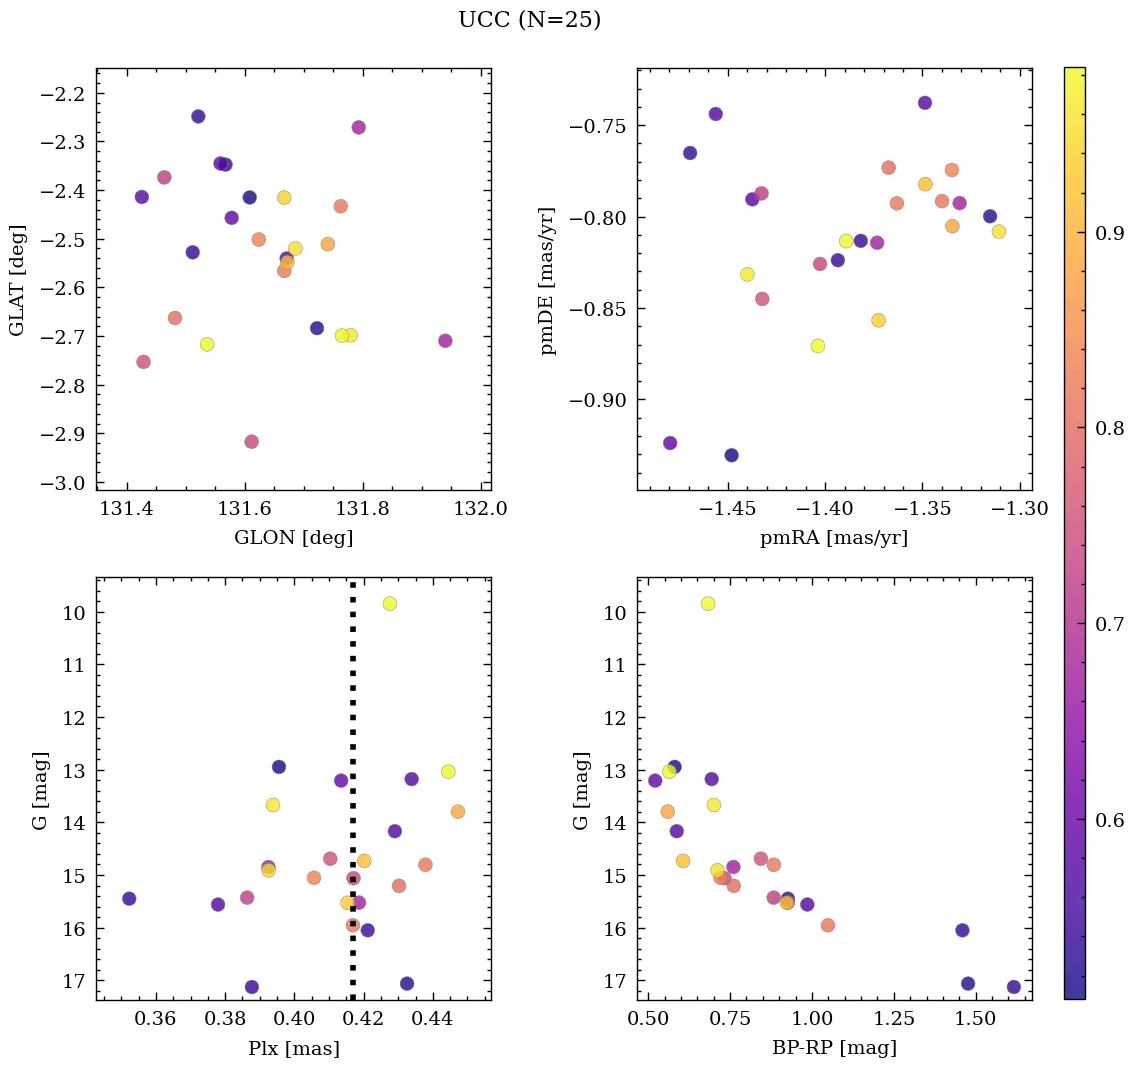 UCC (N=25)
−2.2
−2.3
−2.4
−2.5
−2.6
−2.7
−2.8
−2.9
−3.0
GLAT [deg]
131.4 131.6 131.8 132.0
GLON [deg]
−0.75
−0.80
−0.85
−0.90
pmDE [mas/yr]
−1.45 −1.40 −1.35 −1.30
pmRA [mas/yr]
0.9
0.8
0.7
0.6
10
11
12
13
14
15
16
17
G [mag]
0.36 0.38 0.40 0.42 0.44
Plx [mas]
10
11
12
13
14
15
16
17
G [mag]
0.50 0.75 1.00 1.25 1.50
BP-RP [mag]